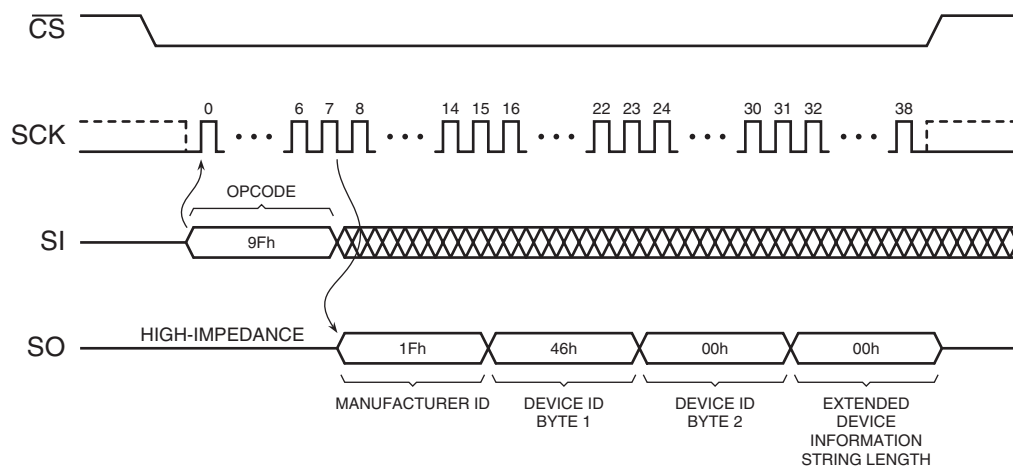 CS
0 6 7 8 14 15 16 22 23 24 30 31 32 38
SCK
OPCODE
SI
9Fh
HIGH-IMPEDANCE
SO
1Fh 46h 00h 00h
MANUFACTURER ID
DEVICE ID
BYTE 1
DEVICE ID
BYTE 2
EXTENDED
DEVICE
INFORMATION
STRING LENGTH